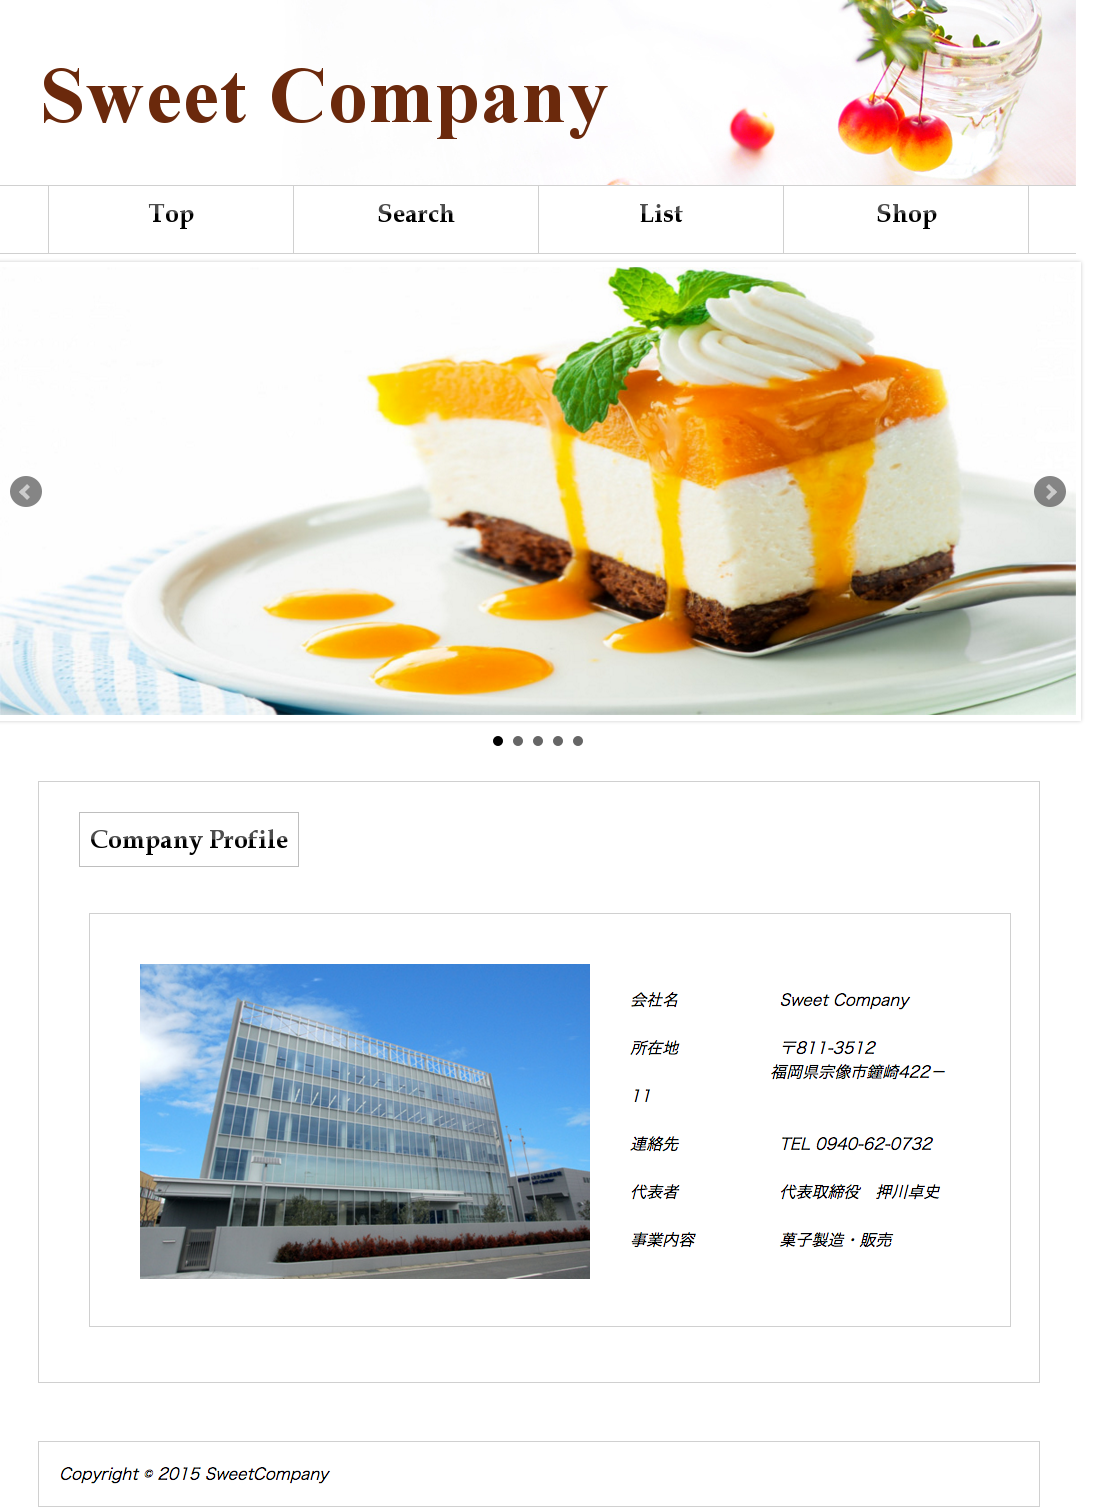 Sweet Company
Top Search List Shop
Company Profile
会社名 Sweet Company
所在地 〒811-3512
福岡県宗像市鐘崎422−
11
連絡先 TEL 0940-62-0732
代表者 代表取締役　押川卓史
事業内容 菓子製造・販売
Copyright © 2015 SweetCompany